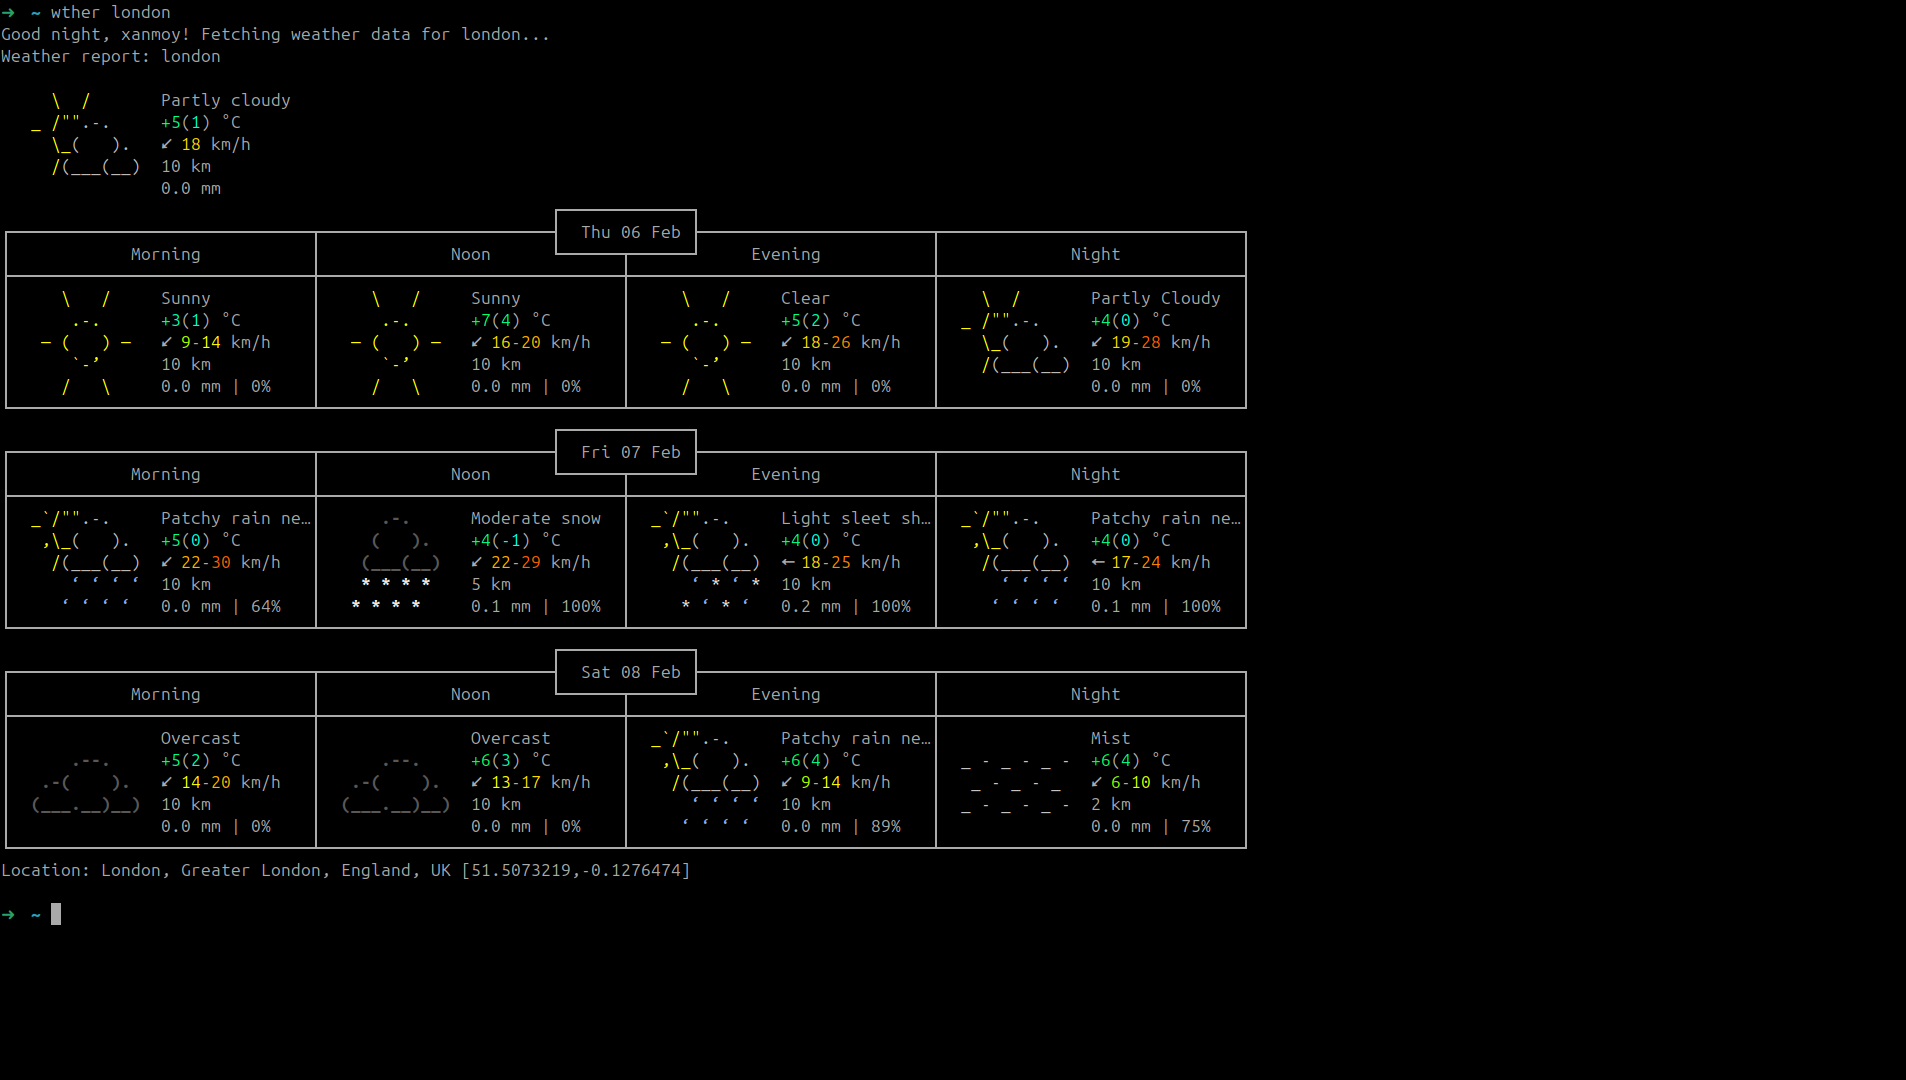 ➜  ~ wther london
Good night, xanmoy! Fetching weather data for london...
Weather report: london
Partly cloudy
+5(1) °C
↙ 18 km/h
10 km
0.0 mm
Thu 06 Feb
Morning Noon Evening Night
Sunny Sunny Clear Partly Cloudy
+3(1) °C +7(4) °C +5(2) °C +4(0) °C
↙ 9-14 km/h ↙ 16-20 km/h ↙ 18-26 km/h ↙ 19-28 km/h
10 km 10 km 10 km 10 km
0.0 mm | 0% 0.0 mm | 0% 0.0 mm | 0% 0.0 mm | 0%
Fri 07 Feb
Morning Noon Evening Night
Patchy rain ne… Moderate snow Light sleet sh… Patchy rain ne…
+5(0) °C +4(-1) °C +4(0) °C +4(0) °C
↙ 22-30 km/h ↙ 22-29 km/h ← 18-25 km/h ← 17-24 km/h
10 km 5 km 10 km 10 km
0.0 mm | 64% 0.1 mm | 100% 0.2 mm | 100% 0.1 mm | 100%
Sat 08 Feb
Morning Noon Evening Night
Overcast Overcast Patchy rain ne… Mist
+5(2) °C +6(3) °C +6(4) °C +6(4) °C
↙ 14-20 km/h ↙ 13-17 km/h ↙ 9-14 km/h ↙ 6-10 km/h
10 km 10 km 10 km 2 km
0.0 mm | 0% 0.0 mm | 0% 0.0 mm | 89% 0.0 mm | 75%
Location: London, Greater London, England, UK [51.5073219,-0.1276474]
➜  ~